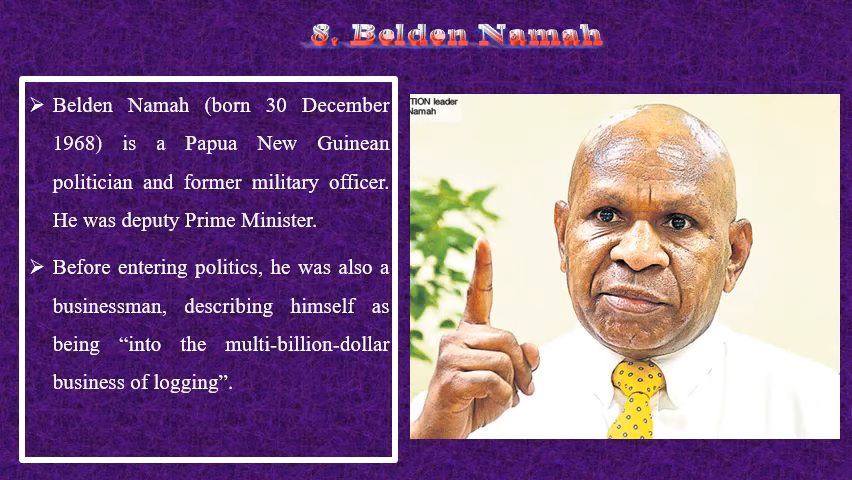 8. Belden Namah
➢ Belden Namah (born 30 December
1968) is a Papua New Guinean
politician and former military officer.
He was deputy Prime Minister.
➢ Before entering politics, he was also a
businessman, describing himself as
being “into the multi-billion-dollar
business of logging”.
TION leader
Namah